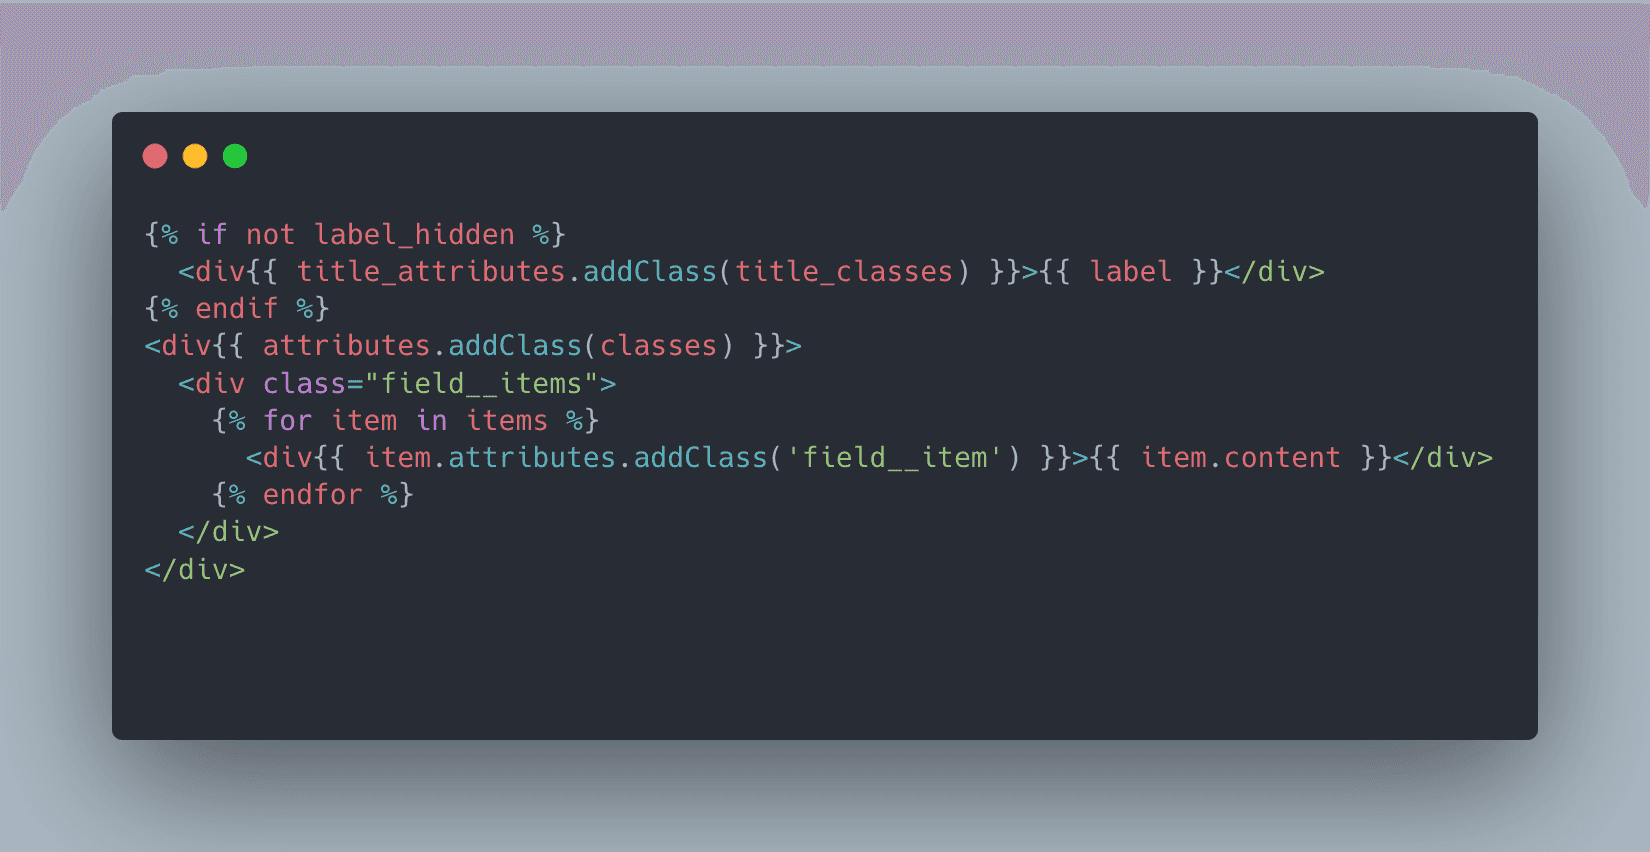 {% if not label_hidden %}
  <div{{ title_attributes.addClass(title_classes) }}>{{ label }}</div>
{% endif %}
<div{{ attributes.addClass(classes) }}>
  <div class="field__items">
    {% for item in items %}
      <div{{ item.attributes.addClass('field__item') }}>{{ item.content }}</div>
    {% endfor %}
  </div>
</div>